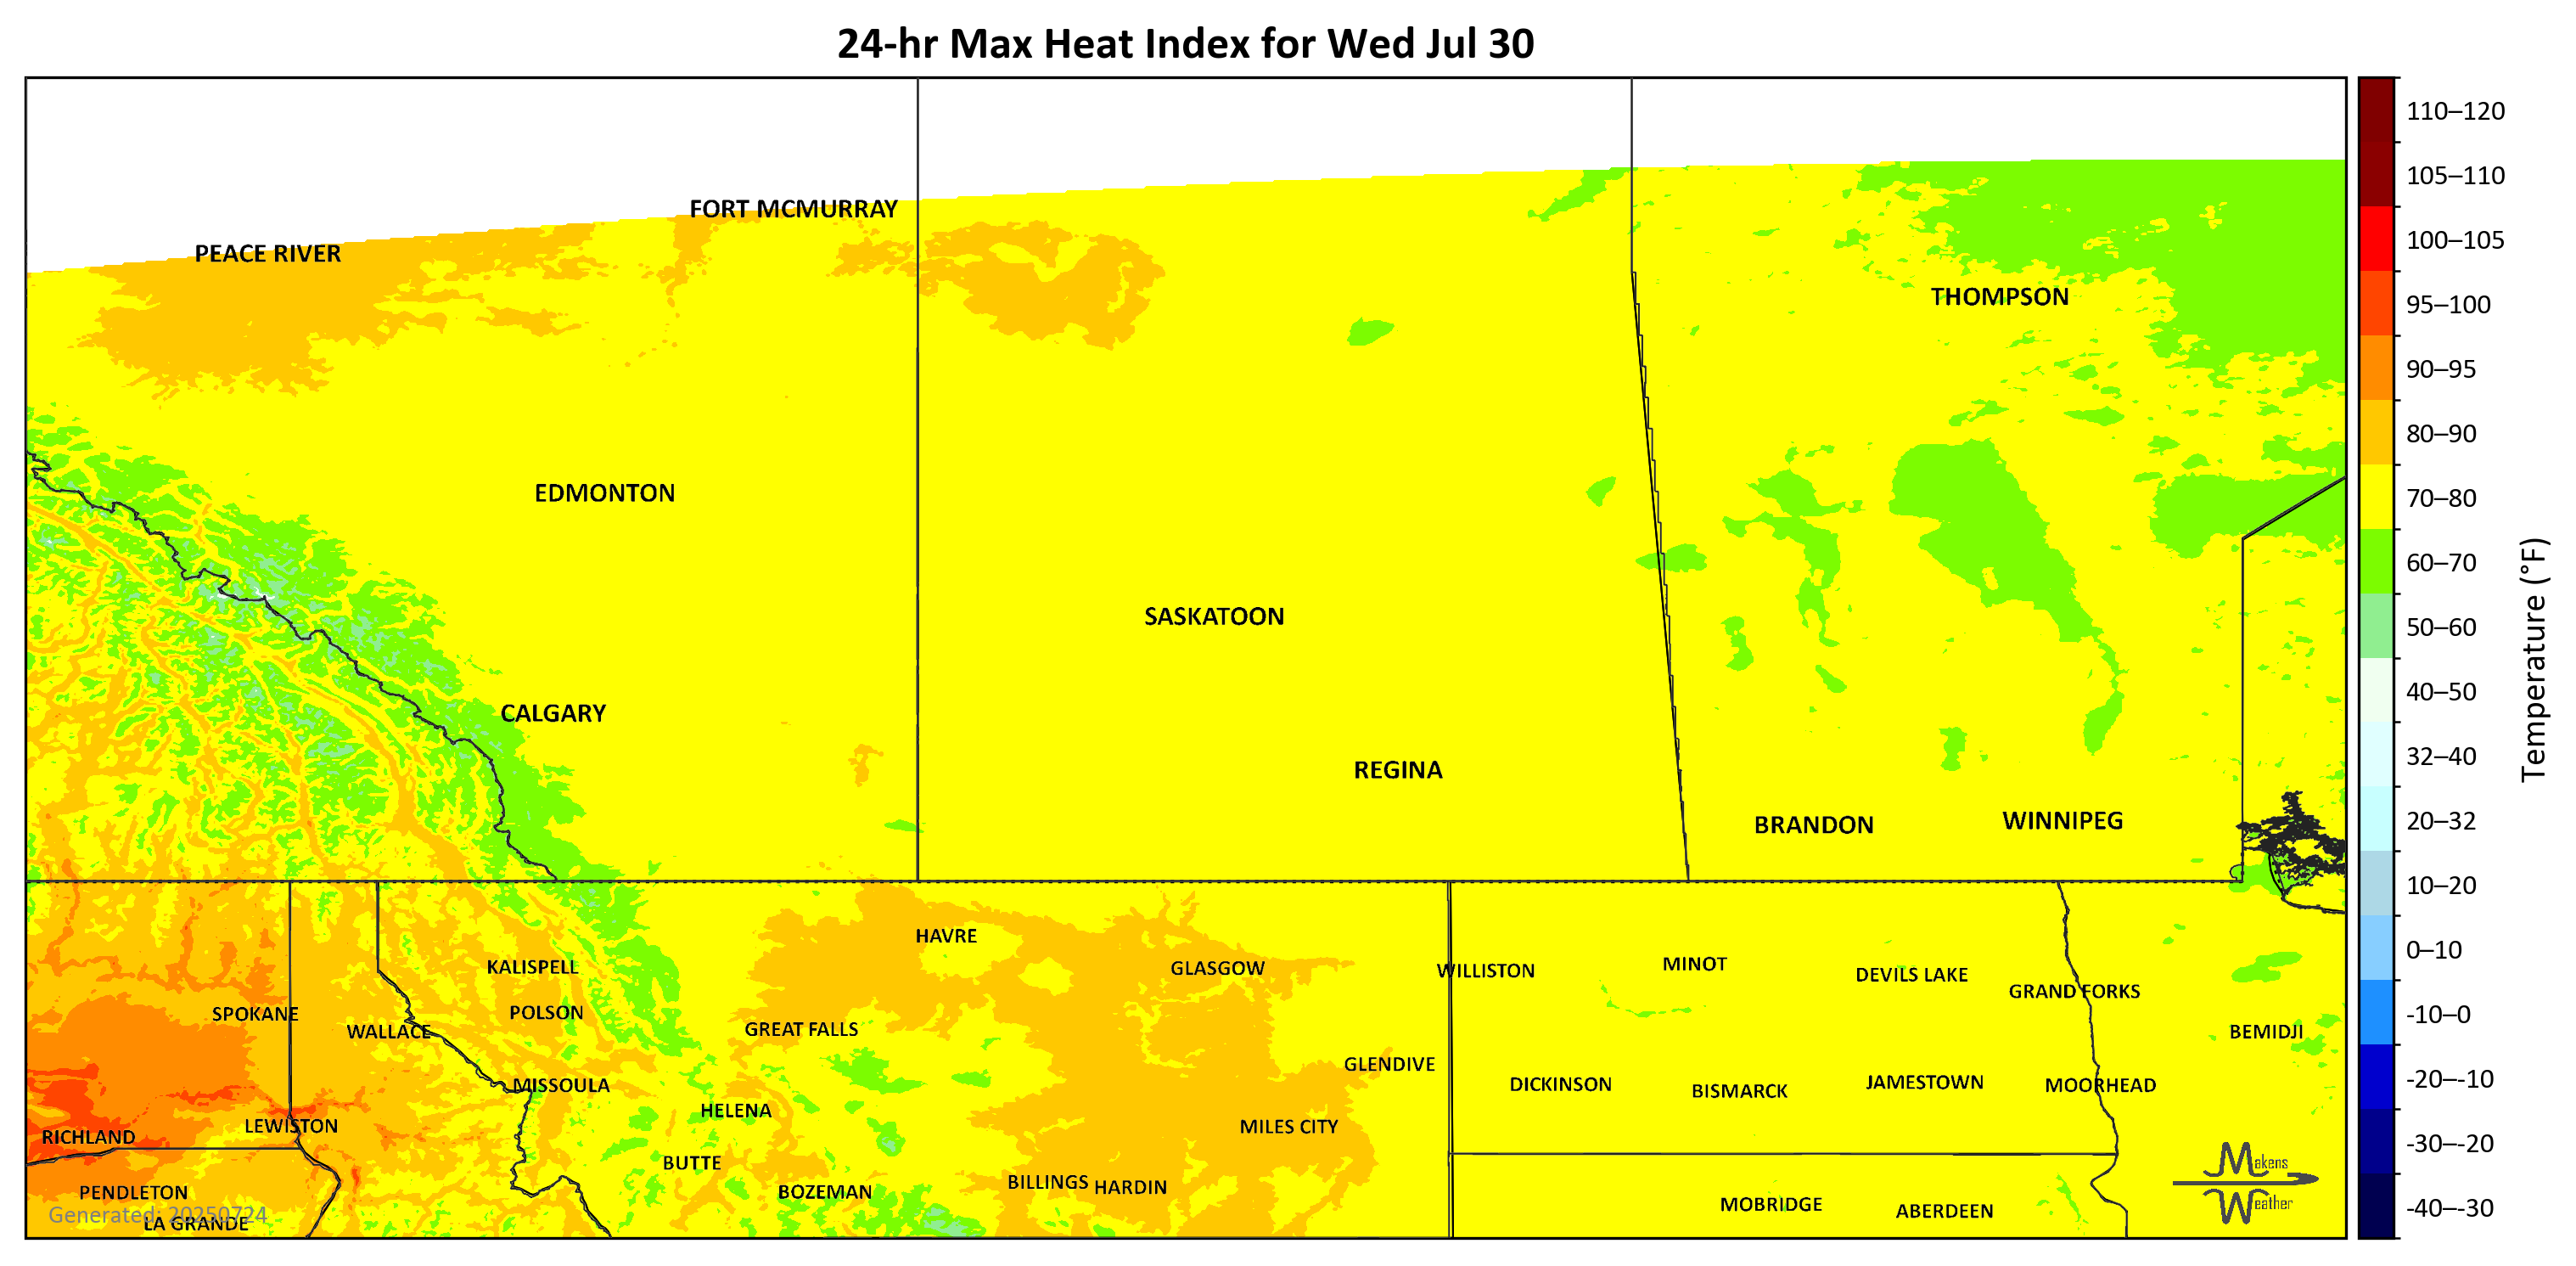 24-hr Max Heat Index for Wed Jul 30
FORT MCMURRAY
PEACE RIVER
THOMPSON
EDMONTON
SASKATOON
CALGARY
REGINA
BRANDON
WINNIPEG
HAVRE
KALISPELL
GLASGOW
WILLISTON
MINOT
DEVILS LAKE
GRAND FORKS
SPOKANE
POLSON
WALLACE
GREAT FALLS
BEMIDJI
GLENDIVE
MISSOULA
DICKINSON
BISMARCK
JAMESTOWN
MOORHEAD
HELENA
LEWISTON
MILES CITY
RICHLAND
BUTTE
BILLINGS
HARDIN
PENDLETON
BOZEMAN
MOBRIDGE
ABERDEEN
LA GRANDE
Generated: 20250724
Makens
Weather
110–120
105–110
100–105
95–100
90–95
80–90
70–80
60–70
50–60
40–50
32–40
20–32
10–20
0–10
-10–0
-20–-10
-30–-20
-40–-30
Temperature (°F)